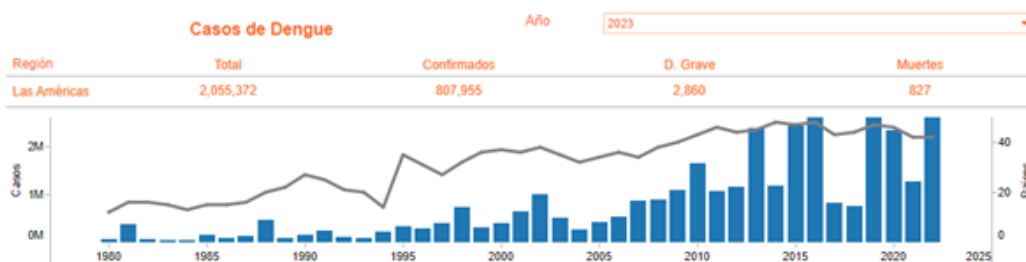 Casos de Dengue
Año
2023
Región Total Confirmados D. Grave Muertes
Las Américas 2,055,372 807,955 2,860 827
Casos
2M
1M
0M
40
20
0
Países
1980 1985 1990 1995 2000 2005 2010 2015 2020 2025